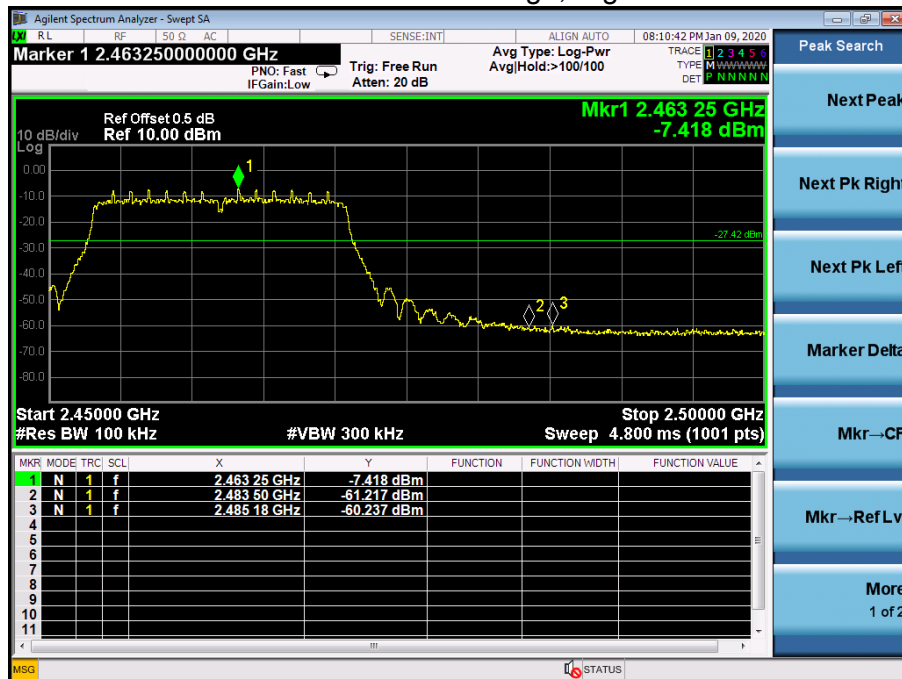 Agilent Spectrum Analyzer - Swept SA
LXI RL RF 50 Ω AC SENSE:INT ALIGN AUTO 08:10:42 PM Jan 09, 2020
Marker 1 2.463250000000 GHz
PNO: Fast
IFGain:Low
Trig: Free Run
Atten: 20 dB
Avg Type: Log-Pwr
Avg|Hold:>100/100
TRACE 1 2 3 4 5 6
TYPE M WWWWW
DET P N N N N N
Peak Search
Next Peak
Next Pk Right
Next Pk Left
Marker Delta
Mkr→CF
Mkr→Ref Lv
More
1 of 2
Mkr1 2.463 25 GHz
-7.418 dBm
Ref Offset 0.5 dB
10 dB/div Ref 10.00 dBm
Log
0.00
-10.0
-20.0
-30.0
-40.0
-50.0
-60.0
-70.0
-80.0
1
-27.42 dBm
2 3
Start 2.45000 GHz Stop 2.50000 GHz
#Res BW 100 kHz #VBW 300 kHz Sweep 4.800 ms (1001 pts)
MKR MODE TRC SCL X Y FUNCTION FUNCTION WIDTH FUNCTION VALUE
1 N 1 f 2.463 25 GHz -7.418 dBm
2 N 1 f 2.483 50 GHz -61.217 dBm
3 N 1 f 2.485 18 GHz -60.237 dBm
4
5
6
7
8
9
10
11
MSG STATUS